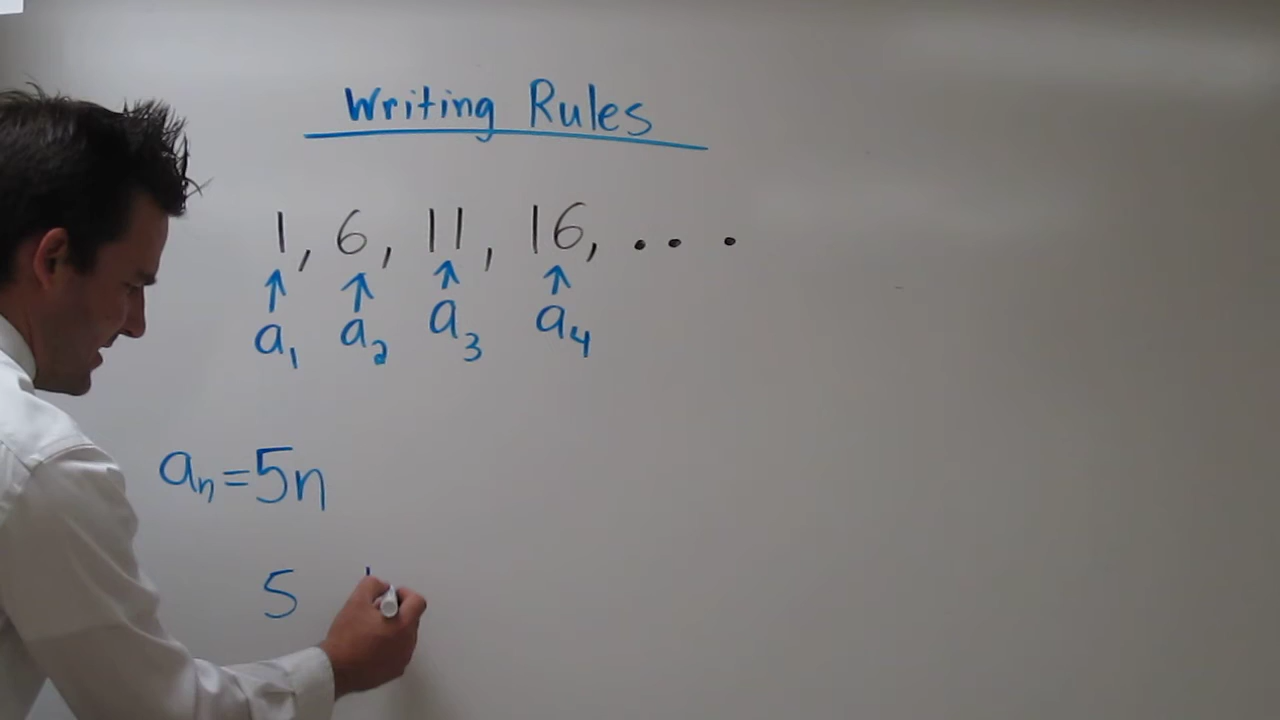 Writing Rules
1, 6, 11, 16, . . .
↑ ↑ ↑ ↑
a₁ a₂ a₃ a₄
aₙ = 5n
5